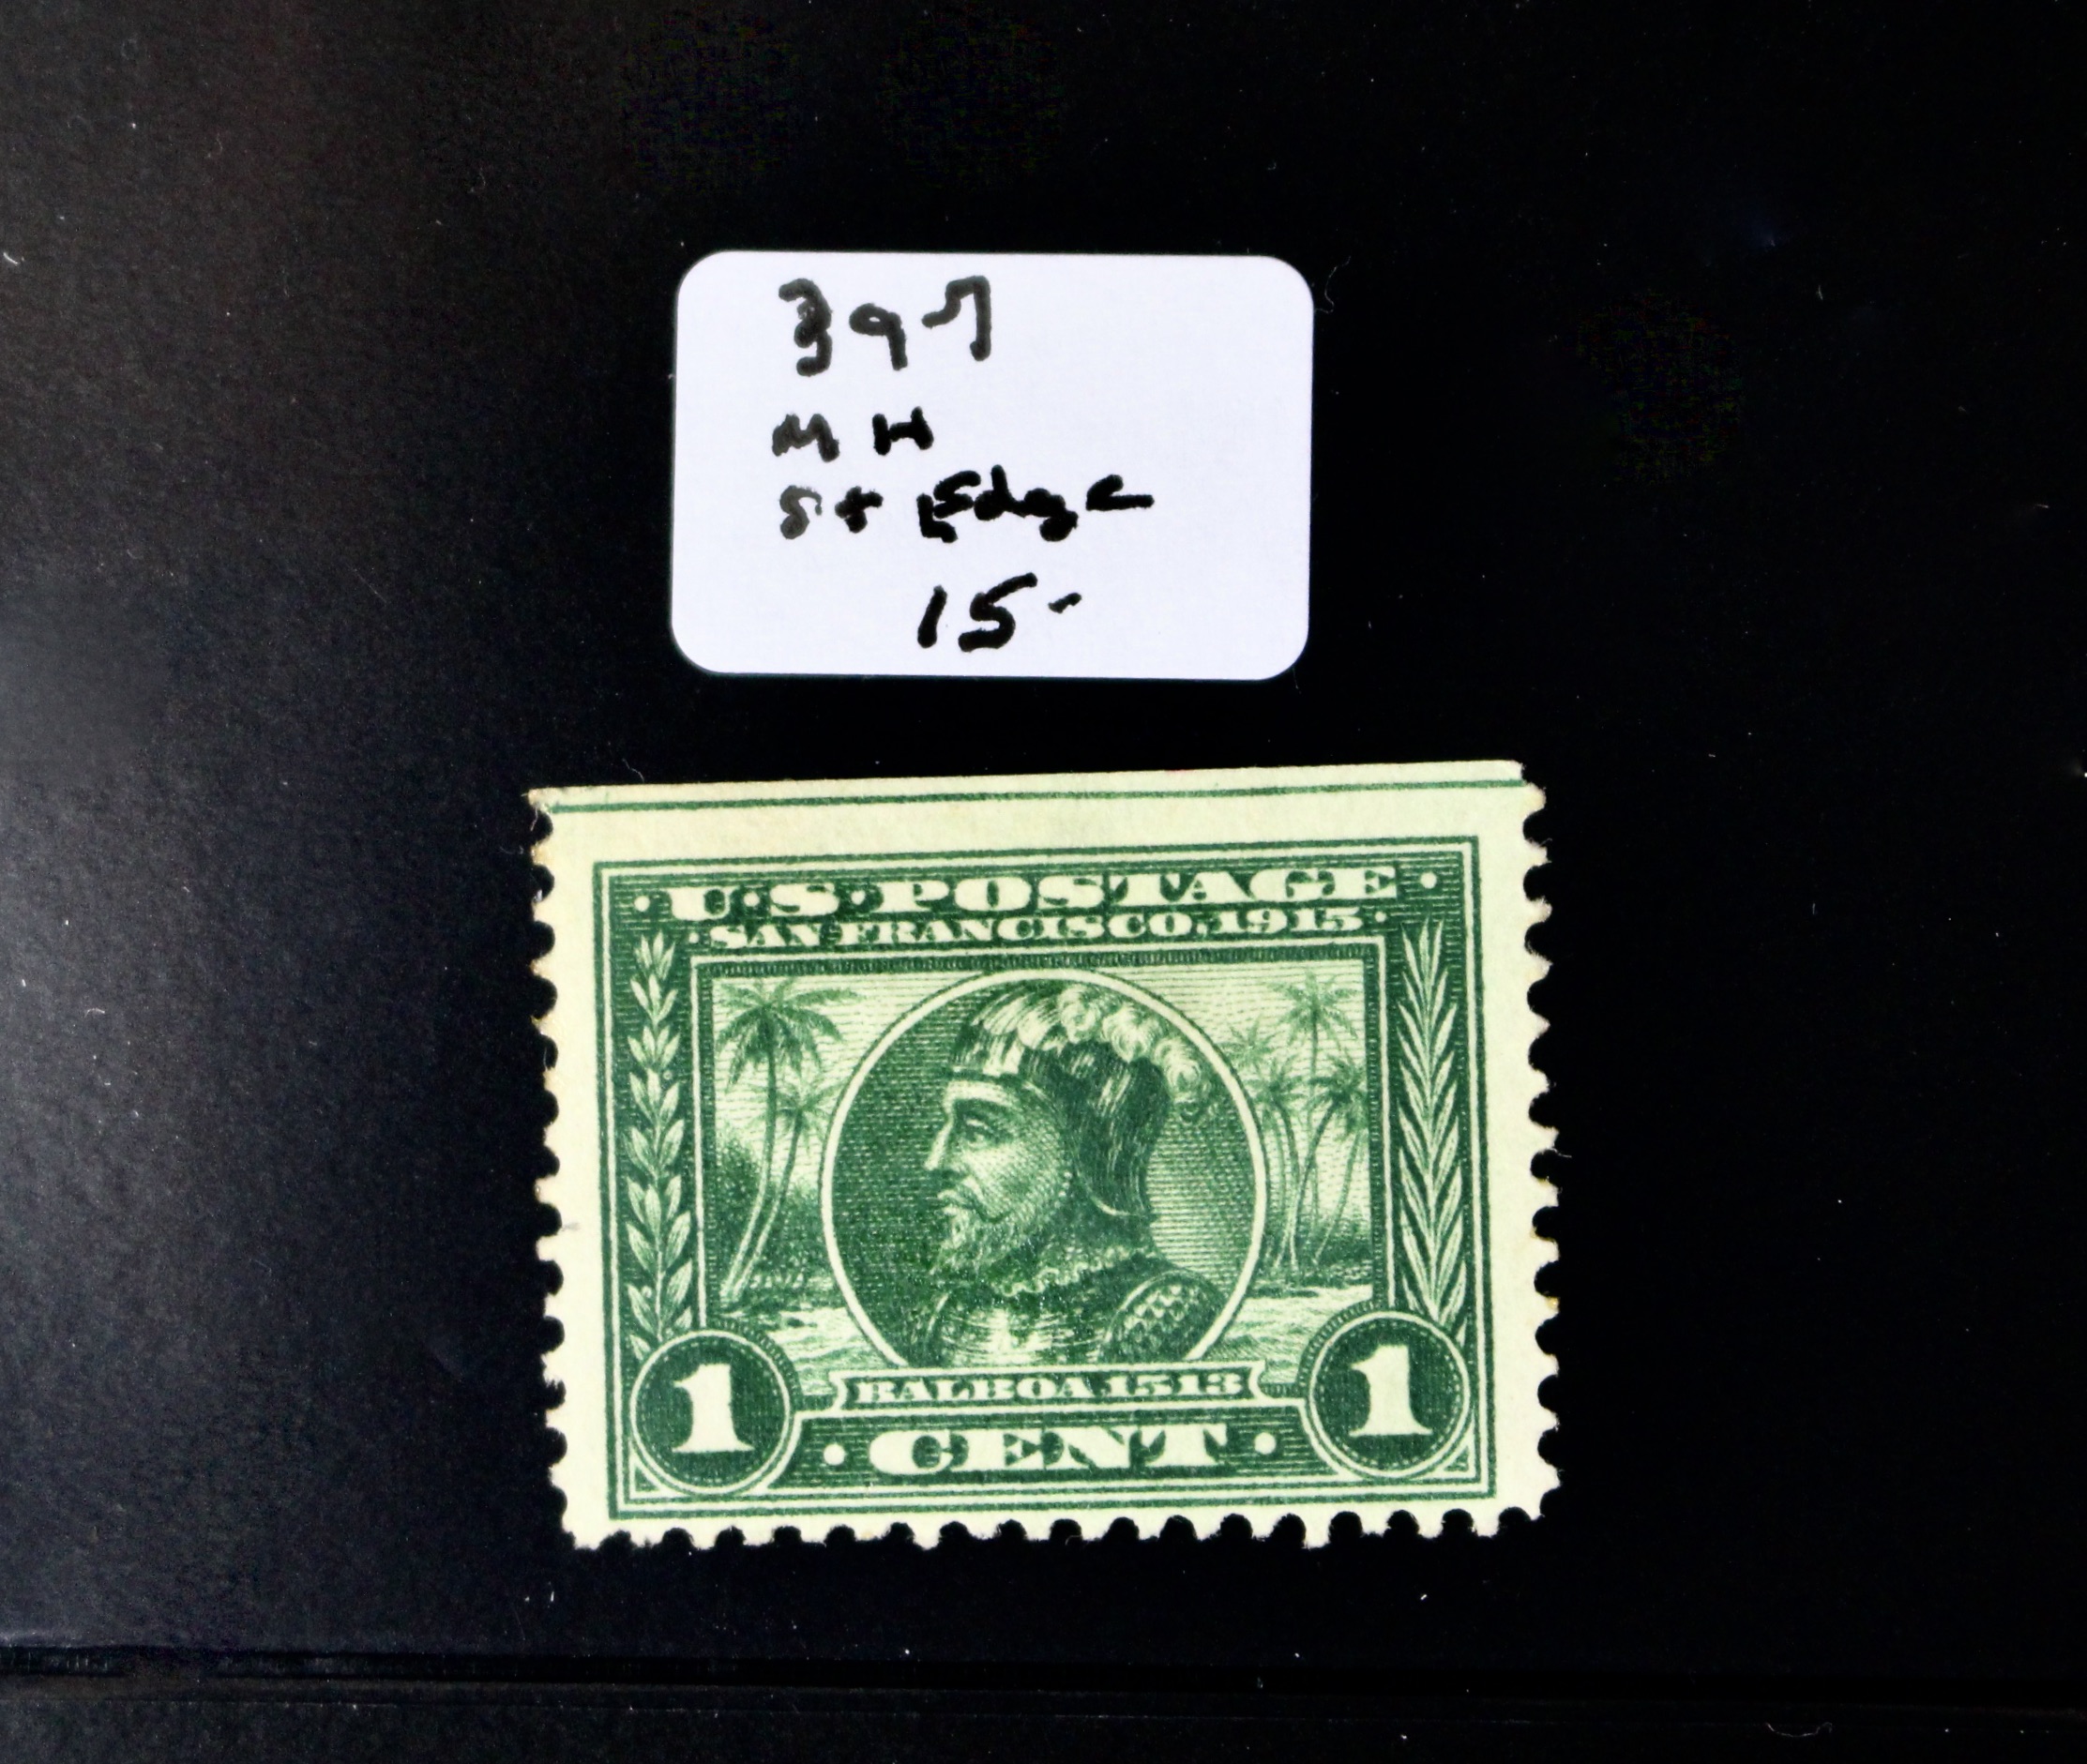 397
MH
St Edge
15-
U·S·POSTAGE
SAN FRANCISCO, 1915
BALBOA 1513
1 CENT 1